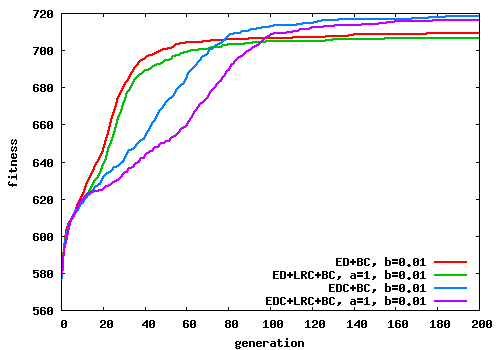 720
700
680
660
640
620
600
580
560
fitness
ED+BC, b=0.01
ED+LRC+BC, a=1, b=0.01
EDC+BC, b=0.01
EDC+LRC+BC, a=1, b=0.01
0 20 40 60 80 100 120 140 160 180 200
generation